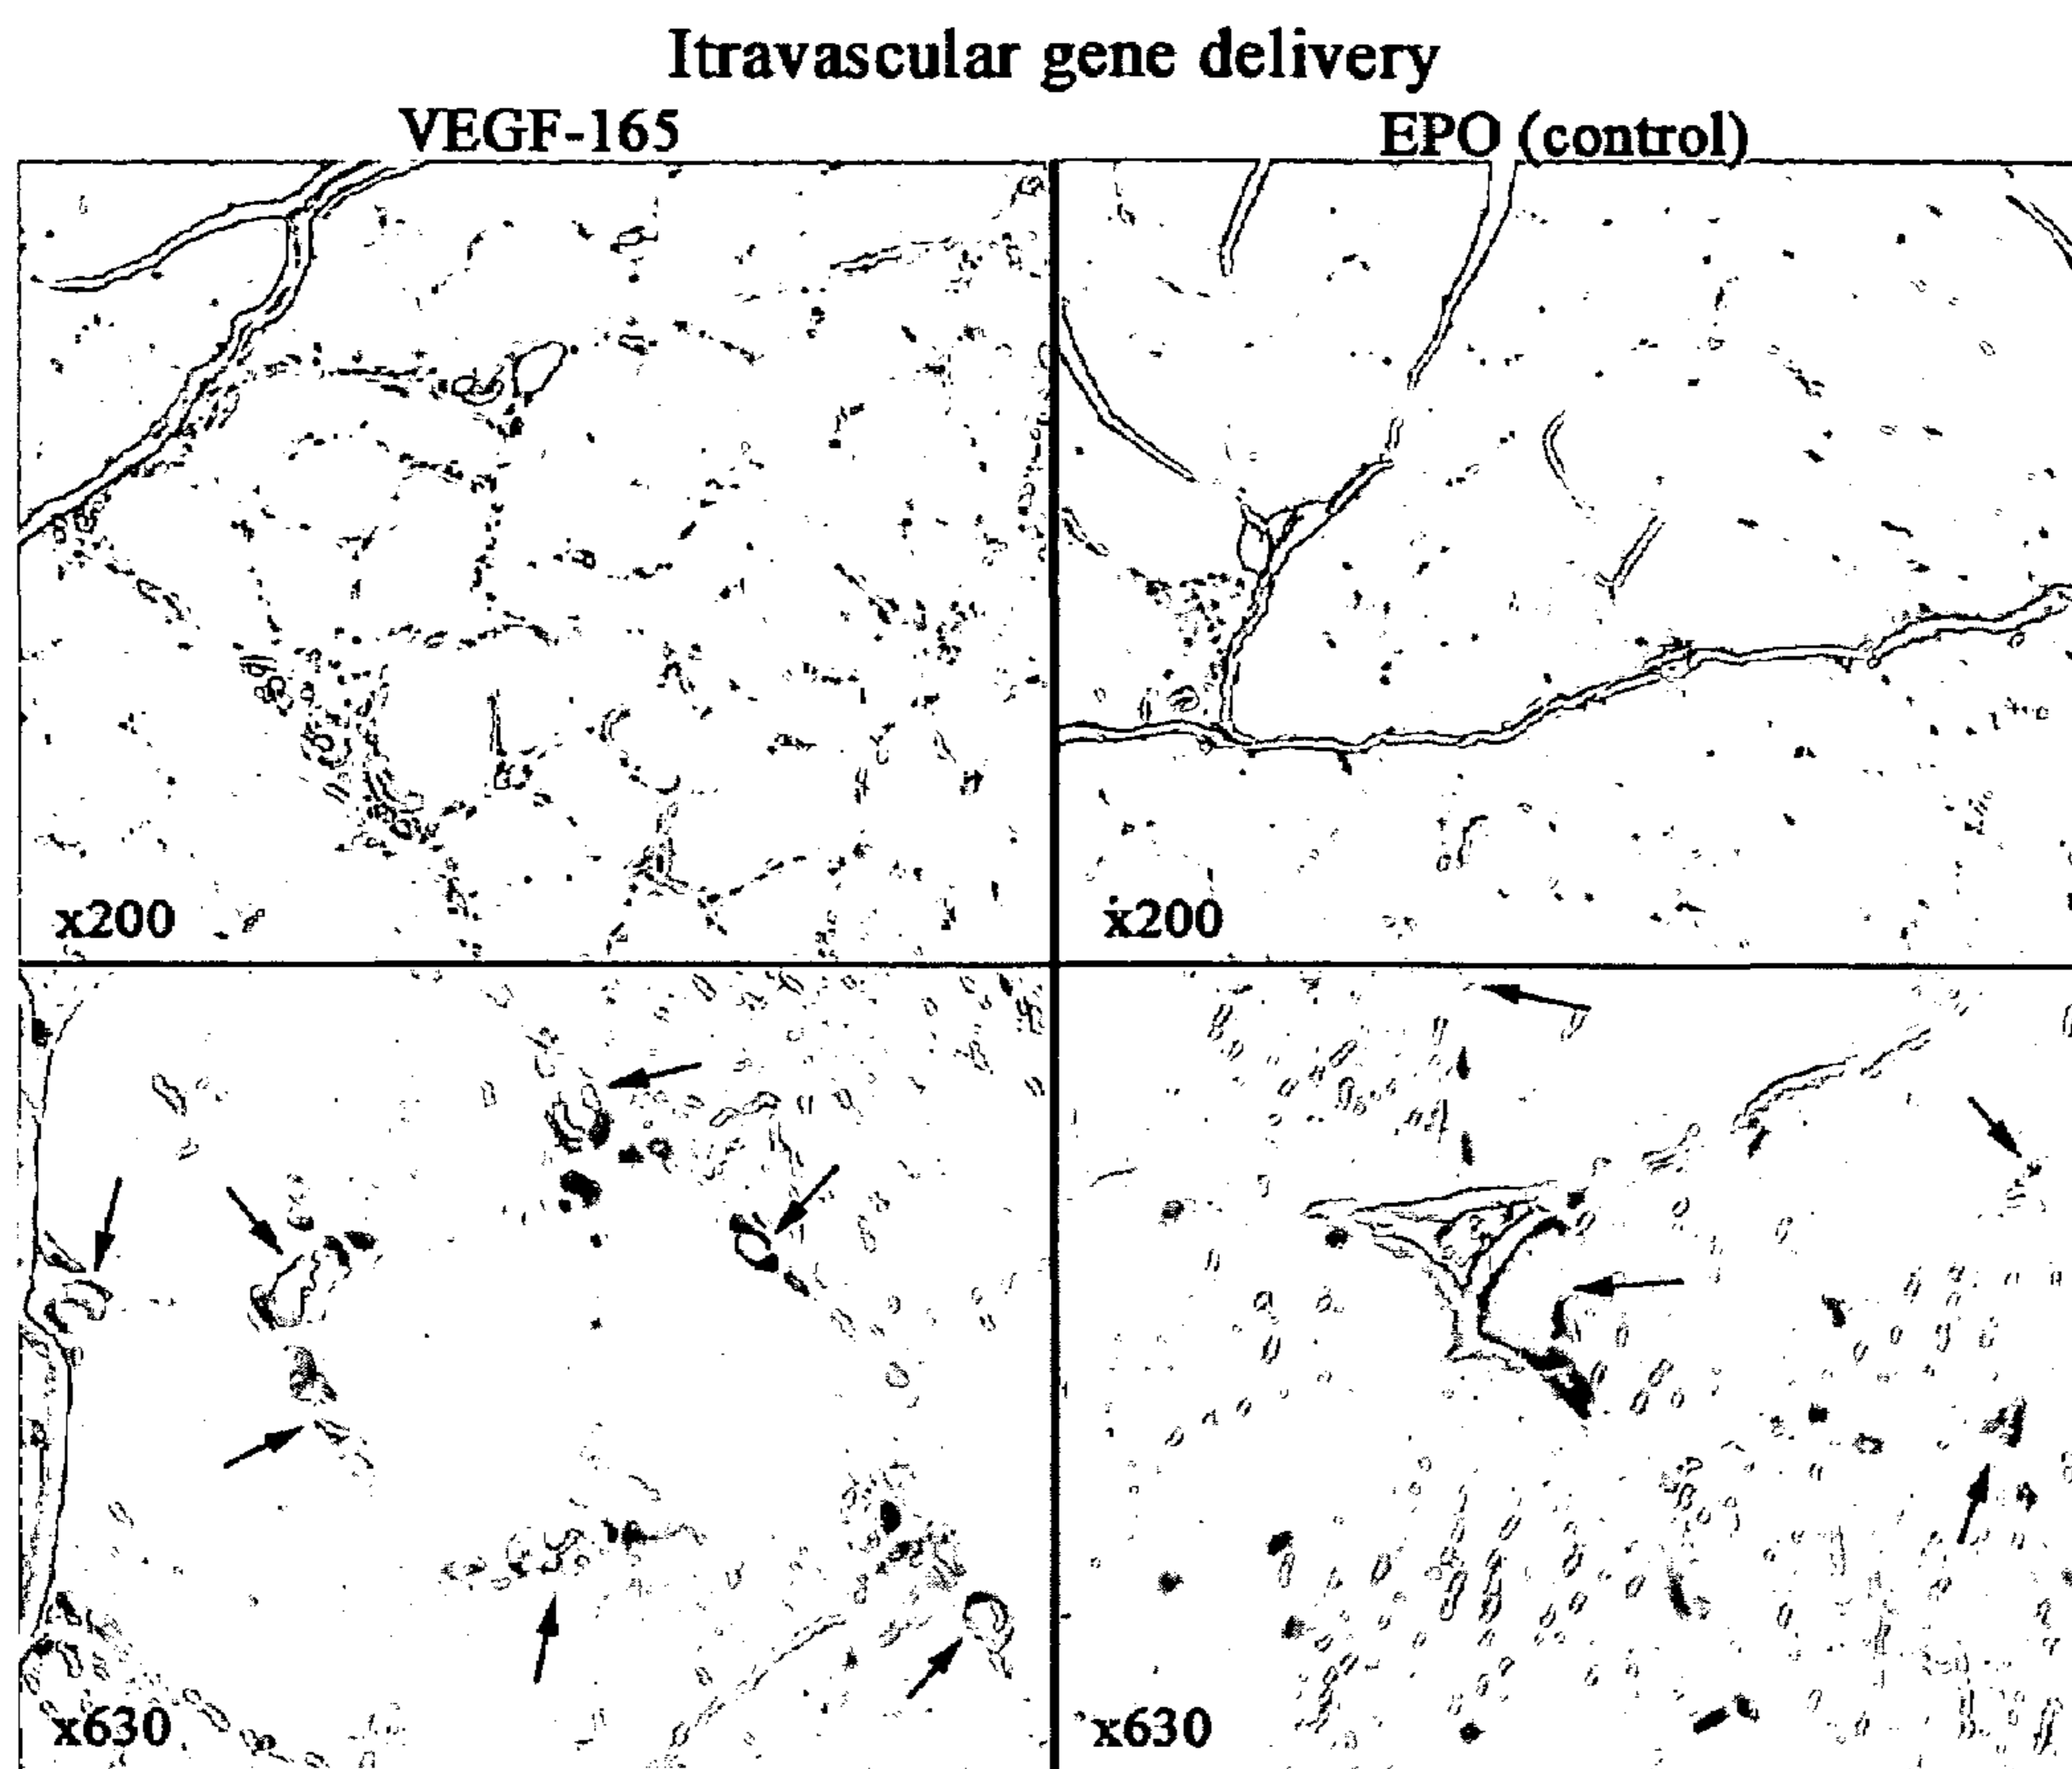 Itravascular gene delivery
VEGF-165 EPO (control)
x200 x200
x630 x630